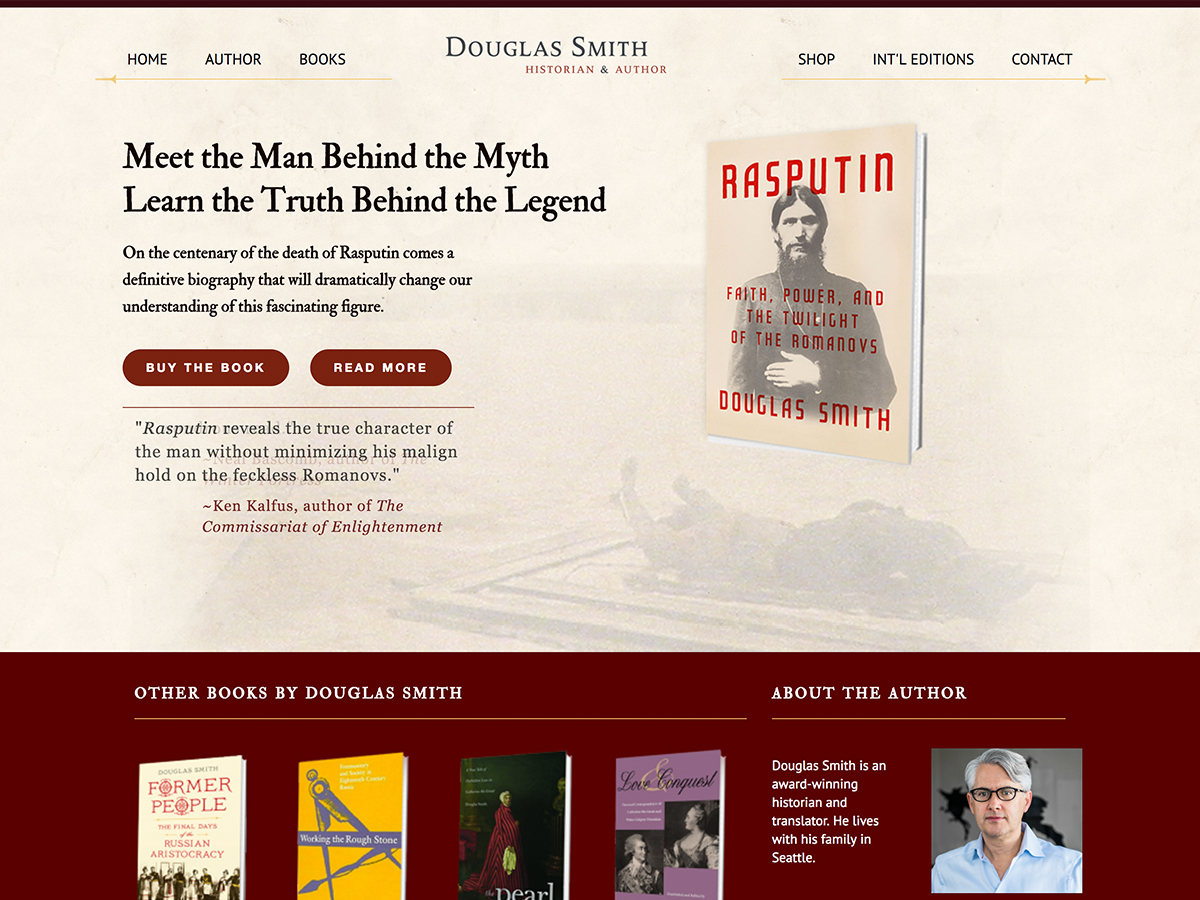 HOME AUTHOR BOOKS
DOUGLAS SMITH
HISTORIAN & AUTHOR
SHOP INT'L EDITIONS CONTACT
Meet the Man Behind the Myth
Learn the Truth Behind the Legend
On the centenary of the death of Rasputin comes a
definitive biography that will dramatically change our
understanding of this fascinating figure.
BUY THE BOOK READ MORE
"Rasputin reveals the true character of
the man without minimizing his malign
hold on the feckless Romanovs."
~Neal Bascomb, author of The
Winter Fortress
~Ken Kalfus, author of The
Commissariat of Enlightenment
RASPUTIN
FAITH, POWER, AND
THE TWILIGHT
OF THE ROMANOVS
DOUGLAS SMITH
OTHER BOOKS BY DOUGLAS SMITH
DOUGLAS SMITH
FORMER
PEOPLE
THE FINAL DAYS
of the
RUSSIAN
ARISTOCRACY
Freemasonry
and Society in
Eighteenth-Century
Russia
Working the Rough Stone
the pearl
Love & Conquest
ABOUT THE AUTHOR
Douglas Smith is an
award-winning
historian and
translator. He lives
with his family in
Seattle.